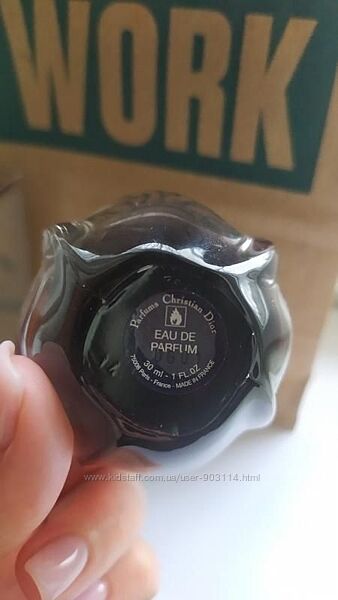 WORK
Parfums Christian Dior
EAU DE
PARFUM
30 ml - 1 FL.OZ
75008 Paris - France - MADE IN FRANCE
www.kidstaff.com.ua/user-903114.html